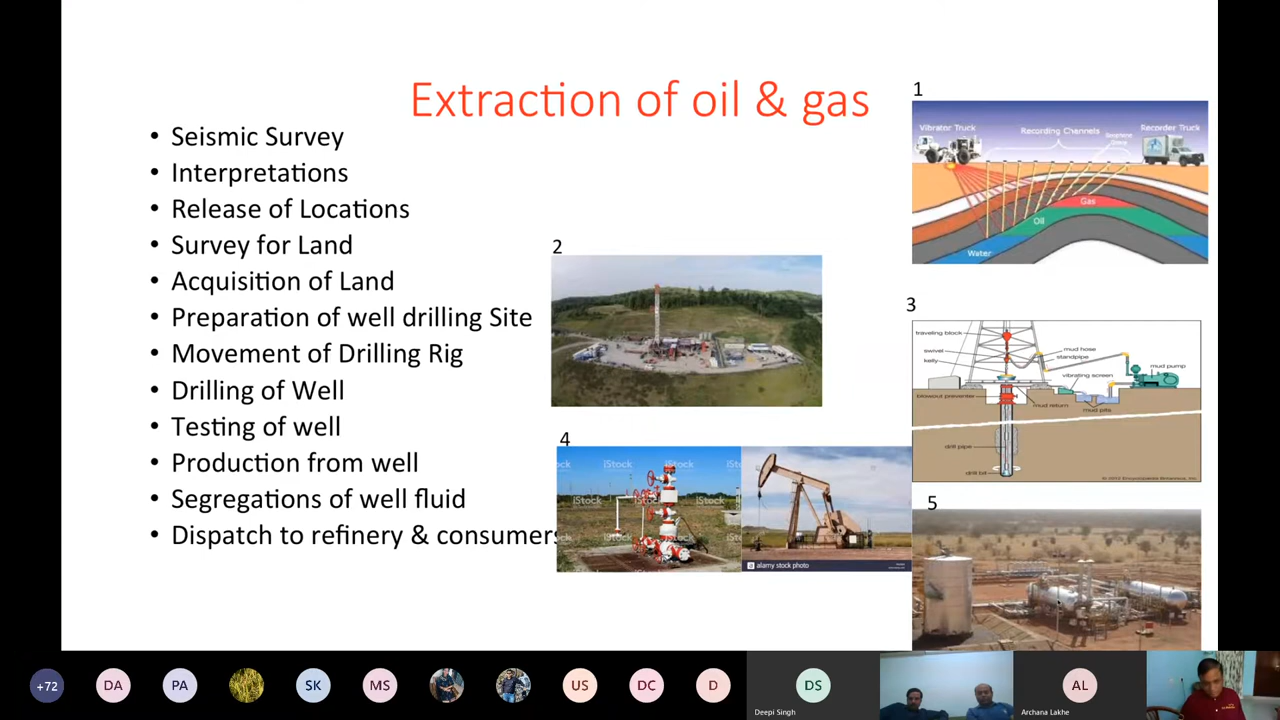 Extraction of oil & gas
• Seismic Survey
• Interpretations
• Release of Locations
• Survey for Land
• Acquisition of Land
• Preparation of well drilling Site
• Movement of Drilling Rig
• Drilling of Well
• Testing of well
• Production from well
• Segregations of well fluid
• Dispatch to refinery & consumers
1
Vibrator Truck
Recording Channels
Recorder Truck
Gas
Oil
Water
2
3
traveling block
swivel
kelly
mud hose
standpipe
vibrating screen
mud pump
blowout preventer
mud return
mud pits
drill pipe
drill bit
4
iStock
iStock
iStock
iStock
alamy stock photo
5
+72
DA
PA
SK
MS
US
DC
D
DS
Deepi Singh
AL
Archana Lakhe